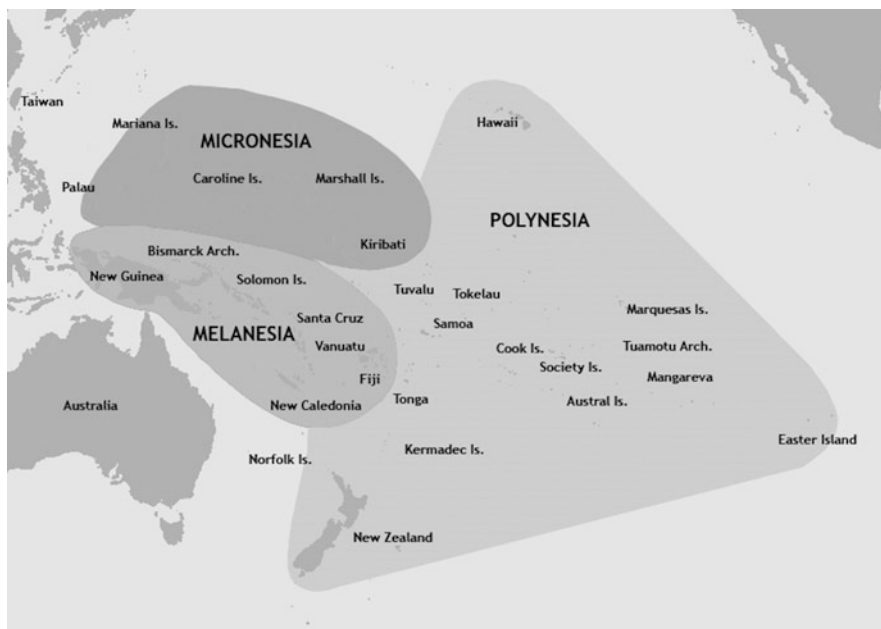 Taiwan
Mariana Is.
Hawaii
MICRONESIA
Palau
Caroline Is.
Marshall Is.
POLYNESIA
Bismarck Arch.
Kiribati
New Guinea
Solomon Is.
Tuvalu
Tokelau
Santa Cruz
Samoa
Marquesas Is.
MELANESIA
Vanuatu
Cook Is.
Tuamotu Arch.
Society Is.
Fiji
Mangareva
Australia
New Caledonia
Tonga
Austral Is.
Easter Island
Norfolk Is.
Kermadec Is.
New Zealand